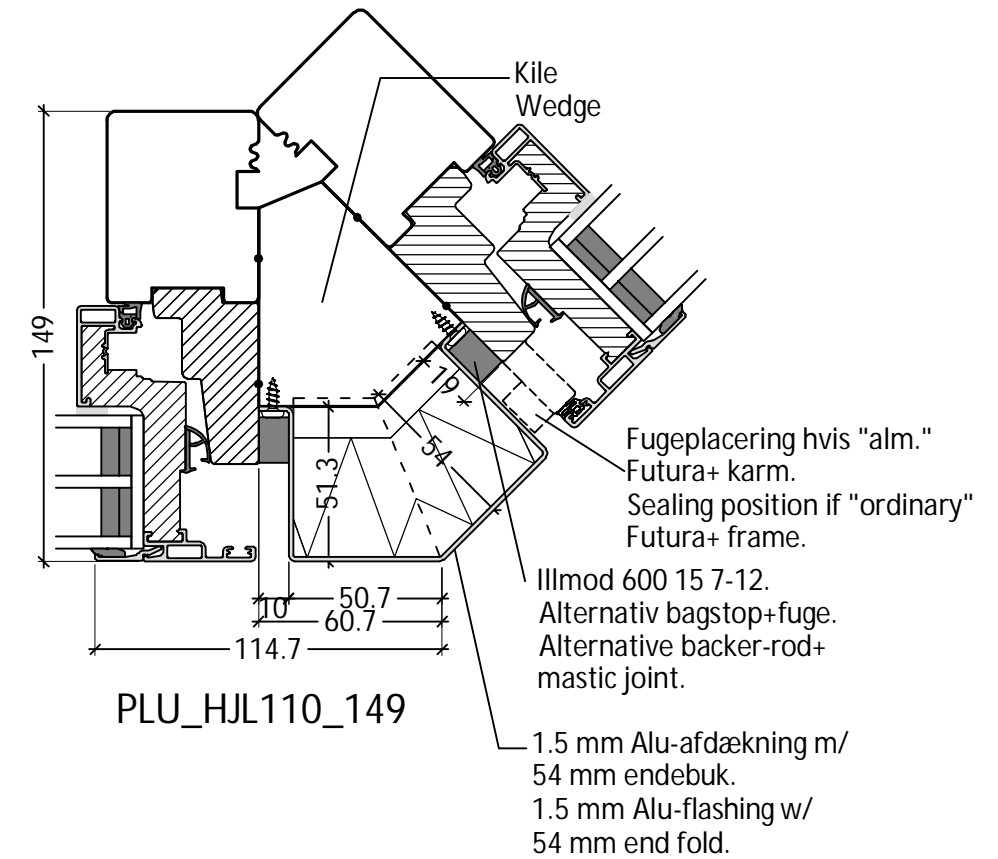 Kile
Wedge
149
19
54
51.3
Fugeplacering hvis "alm."
Futura+ karm.
Sealing position if "ordinary"
Futura+ frame.
Illmod 600 15 7-12.
Alternativ bagstop+fuge.
Alternative backer-rod+
mastic joint.
10
50.7
60.7
114.7
PLU_HJL110_149
1.5 mm Alu-afdækning m/
54 mm endebuk.
1.5 mm Alu-flashing w/
54 mm end fold.